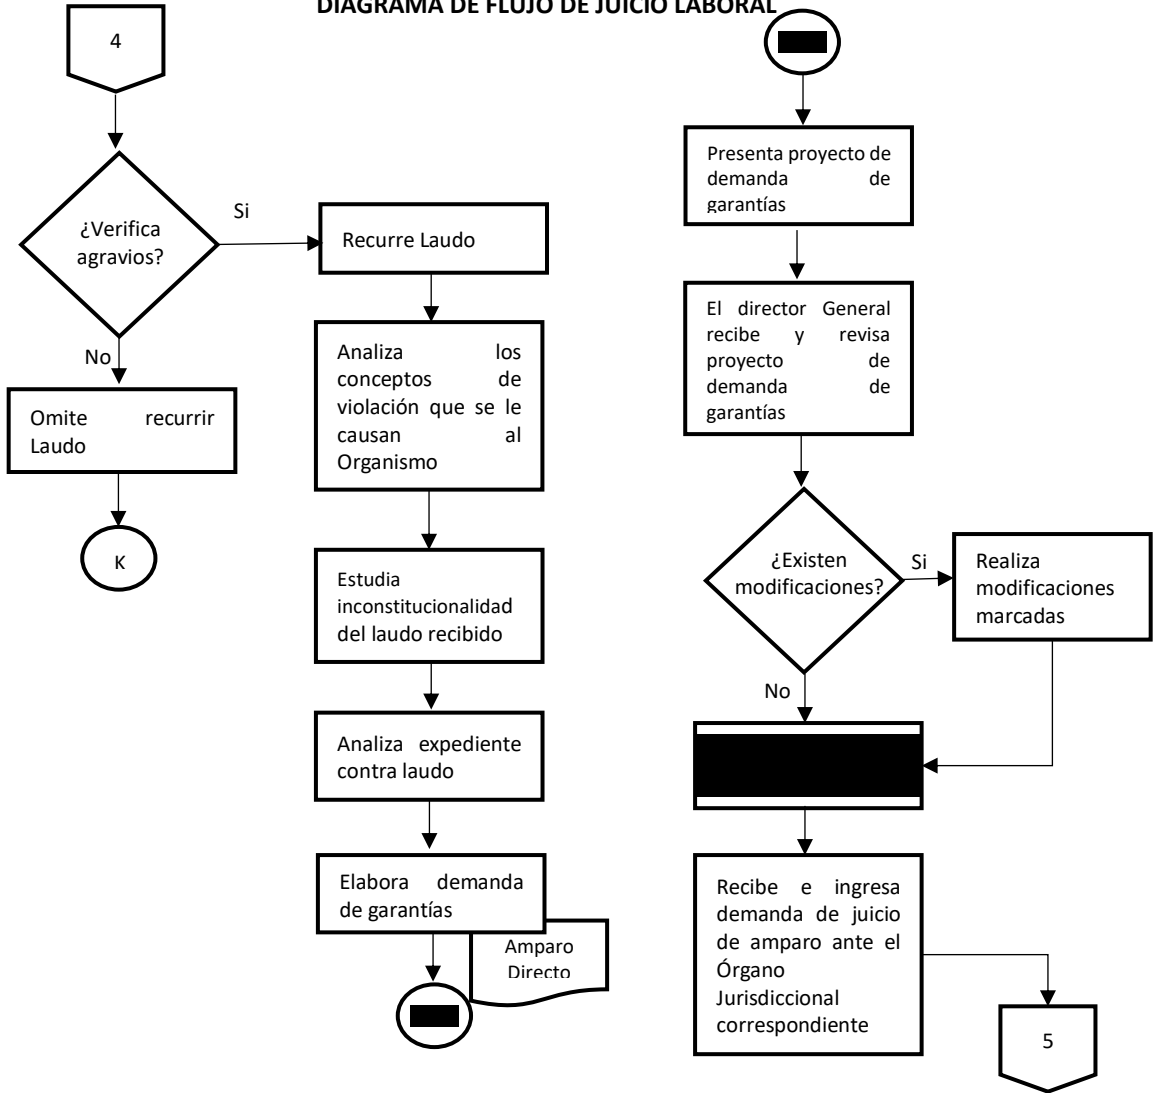 DIAGRAMA DE FLUJO DE JUICIO LABORAL
4
¿Verifica
agravios?
Si
No
Omite recurrir
Laudo
K
Recurre Laudo
Analiza los
conceptos de
violación que se le
causan al
Organismo
Estudia
inconstitucionalidad
del laudo recibido
Analiza expediente
contra laudo
Elabora demanda
de garantías
Amparo
Directo
Presenta proyecto de
demanda de
garantías
El director General
recibe y revisa
proyecto de
demanda de
garantías
¿Existen
modificaciones?
Si
Realiza
modificaciones
marcadas
No
Recibe e ingresa
demanda de juicio
de amparo ante el
Órgano
Jurisdiccional
correspondiente
5